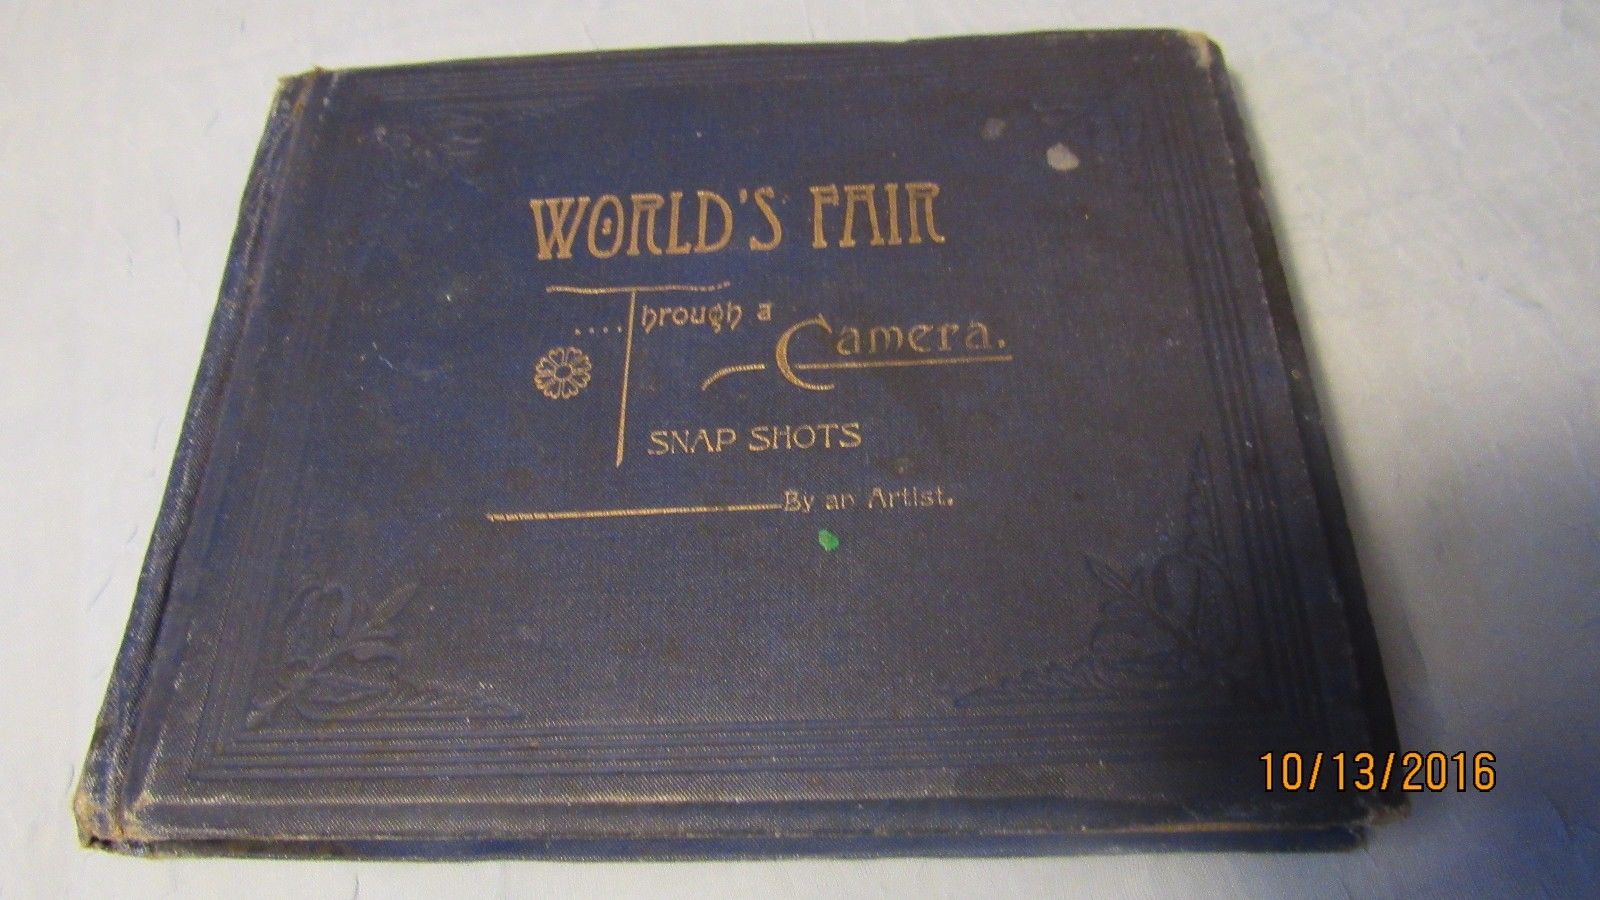 WORLD'S FAIR
....Through a
Camera.
SNAP SHOTS
By an Artist.
10/13/2016